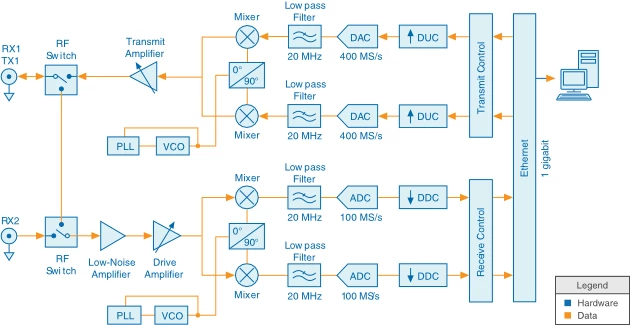 RX1
TX1
RF
Switch
Transmit
Amplifier
Mixer
0°
90°
Mixer
PLL
VCO
Low pass
Filter
20 MHz
DAC
400 MS/s
DUC
Low pass
Filter
20 MHz
DAC
400 MS/s
DUC
Transmit Control
Ethernet
1 gigabit
RX2
RF
Switch
Low-Noise
Amplifier
Drive
Amplifier
Mixer
0°
90°
Mixer
PLL
VCO
Low pass
Filter
20 MHz
ADC
100 MS/s
DDC
Low pass
Filter
20 MHz
ADC
100 MS/s
DDC
Receive Control
Legend
Hardware
Data